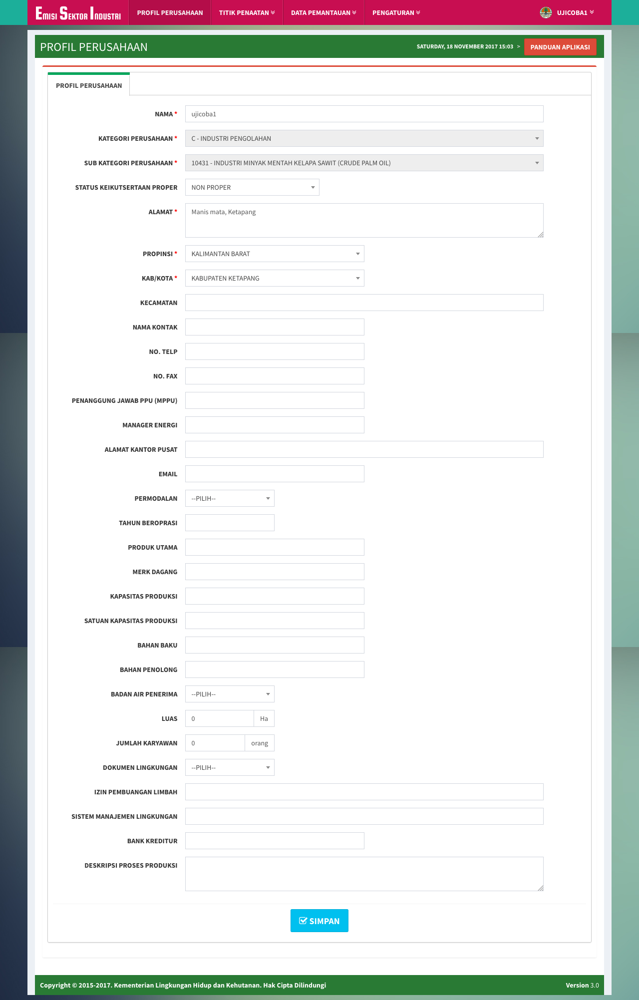 Emisi Sektor Industri PROFIL PERUSAHAAN TITIK PENAATAN DATA PEMANTAUAN PENGATURAN UJICOBA1
PROFIL PERUSAHAAN SATURDAY, 18 NOVEMBER 2017 15:03 > PANDUAN APLIKASI
PROFIL PERUSAHAAN
NAMA * ujicoba1
KATEGORI PERUSAHAAN * C - INDUSTRI PENGOLAHAN
SUB KATEGORI PERUSAHAAN * 10431 - INDUSTRI MINYAK MENTAH KELAPA SAWIT (CRUDE PALM OIL)
STATUS KEIKUTSERTAAN PROPER NON PROPER
ALAMAT * Manis mata, Ketapang
PROPINSI * KALIMANTAN BARAT
KAB/KOTA * KABUPATEN KETAPANG
KECAMATAN
NAMA KONTAK
NO. TELP
NO. FAX
PENANGGUNG JAWAB PPU (MPPU)
MANAGER ENERGI
ALAMAT KANTOR PUSAT
EMAIL
PERMODALAN --PILIH--
TAHUN BEROPRASI
PRODUK UTAMA
MERK DAGANG
KAPASITAS PRODUKSI
SATUAN KAPASITAS PRODUKSI
BAHAN BAKU
BAHAN PENOLONG
BADAN AIR PENERIMA --PILIH--
LUAS 0 Ha
JUMLAH KARYAWAN 0 orang
DOKUMEN LINGKUNGAN --PILIH--
IZIN PEMBUANGAN LIMBAH
SISTEM MANAJEMEN LINGKUNGAN
BANK KREDITUR
DESKRIPSI PROSES PRODUKSI
SIMPAN
Copyright © 2015-2017. Kementerian Lingkungan Hidup dan Kehutanan. Hak Cipta Dilindungi Version 3.0